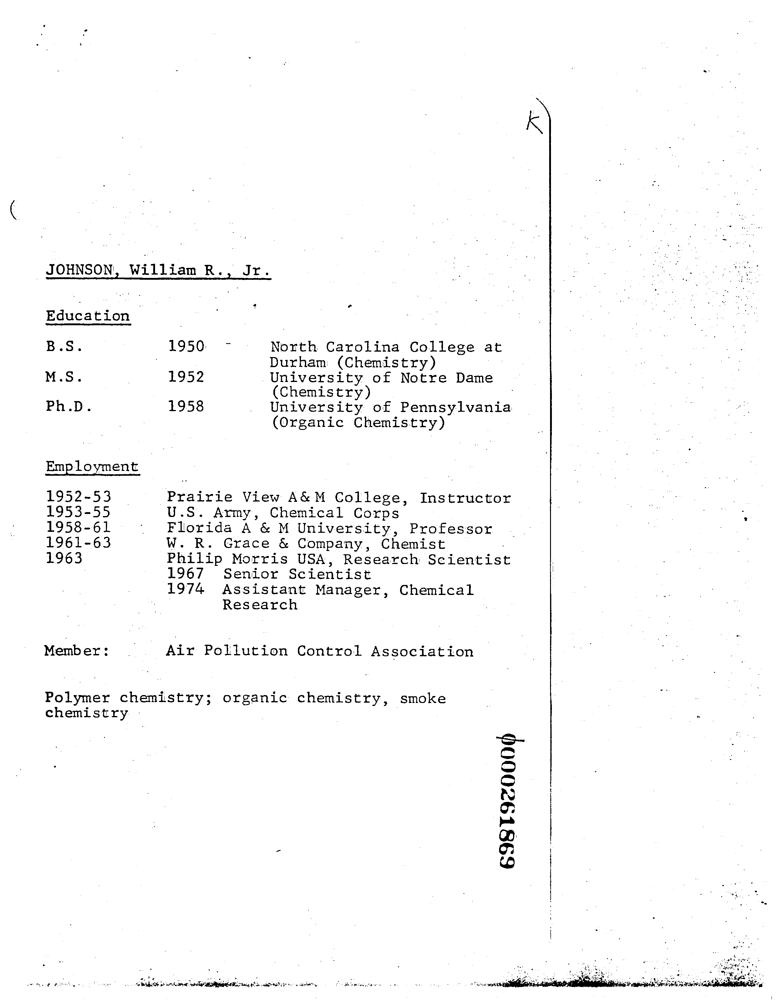 K
JOHNSON, William R., Jr.
Education
B.S. 1950 - North Carolina College at
Durham (Chemistry)
M.S. 1952 University of Notre Dame
(Chemistry)
Ph.D. 1958 University of Pennsylvania
(Organic Chemistry)
Employment
1952-53 Prairie View A&M College, Instructor
1953-55 U.S. Army, Chemical Corps
1958-61 Florida A & M University, Professor
1961-63 W. R. Grace & Company, Chemist
1963 Philip Morris USA, Research Scientist
1967 Senior Scientist
1974 Assistant Manager, Chemical
Research
Member: Air Pollution Control Association
Polymer chemistry; organic chemistry, smoke
chemistry
0000261869